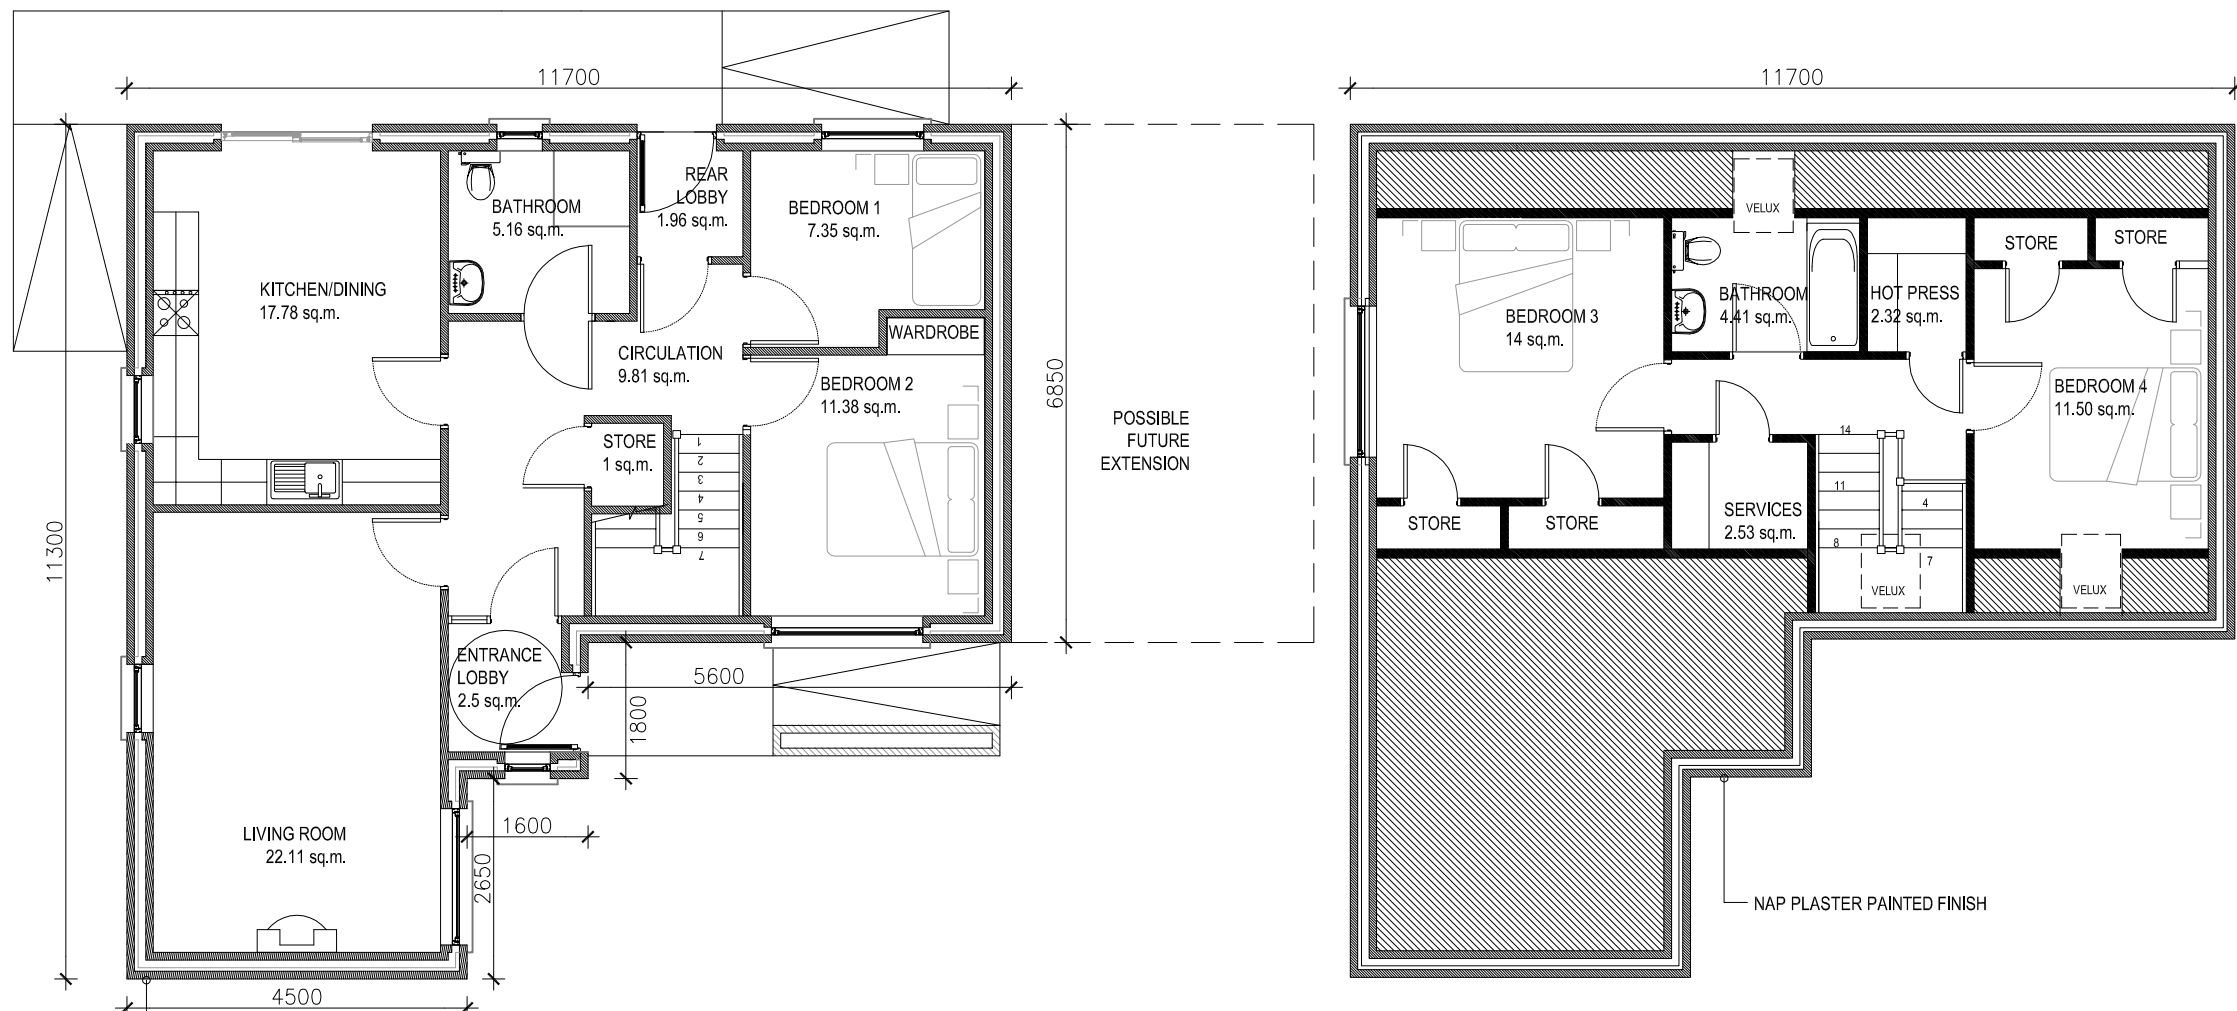 11700
REAR
LOBBY
1.96 sq.m.
BATHROOM
5.16 sq.m.
BEDROOM 1
7.35 sq.m.
KITCHEN/DINING
17.78 sq.m.
WARDROBE
CIRCULATION
9.81 sq.m.
BEDROOM 2
11.38 sq.m.
STORE
1 sq.m.
1
2
3
4
5
6
7
6850
POSSIBLE
FUTURE
EXTENSION
11300
ENTRANCE
LOBBY
2.5 sq.m.
5600
1800
LIVING ROOM
22.11 sq.m.
1600
2650
4500
11700
VELUX
STORE
STORE
BEDROOM 3
14 sq.m.
BATHROOM
4.41 sq.m.
HOT PRESS
2.32 sq.m.
BEDROOM 4
11.50 sq.m.
14
11
8
4
7
STORE
STORE
SERVICES
2.53 sq.m.
VELUX
VELUX
NAP PLASTER PAINTED FINISH